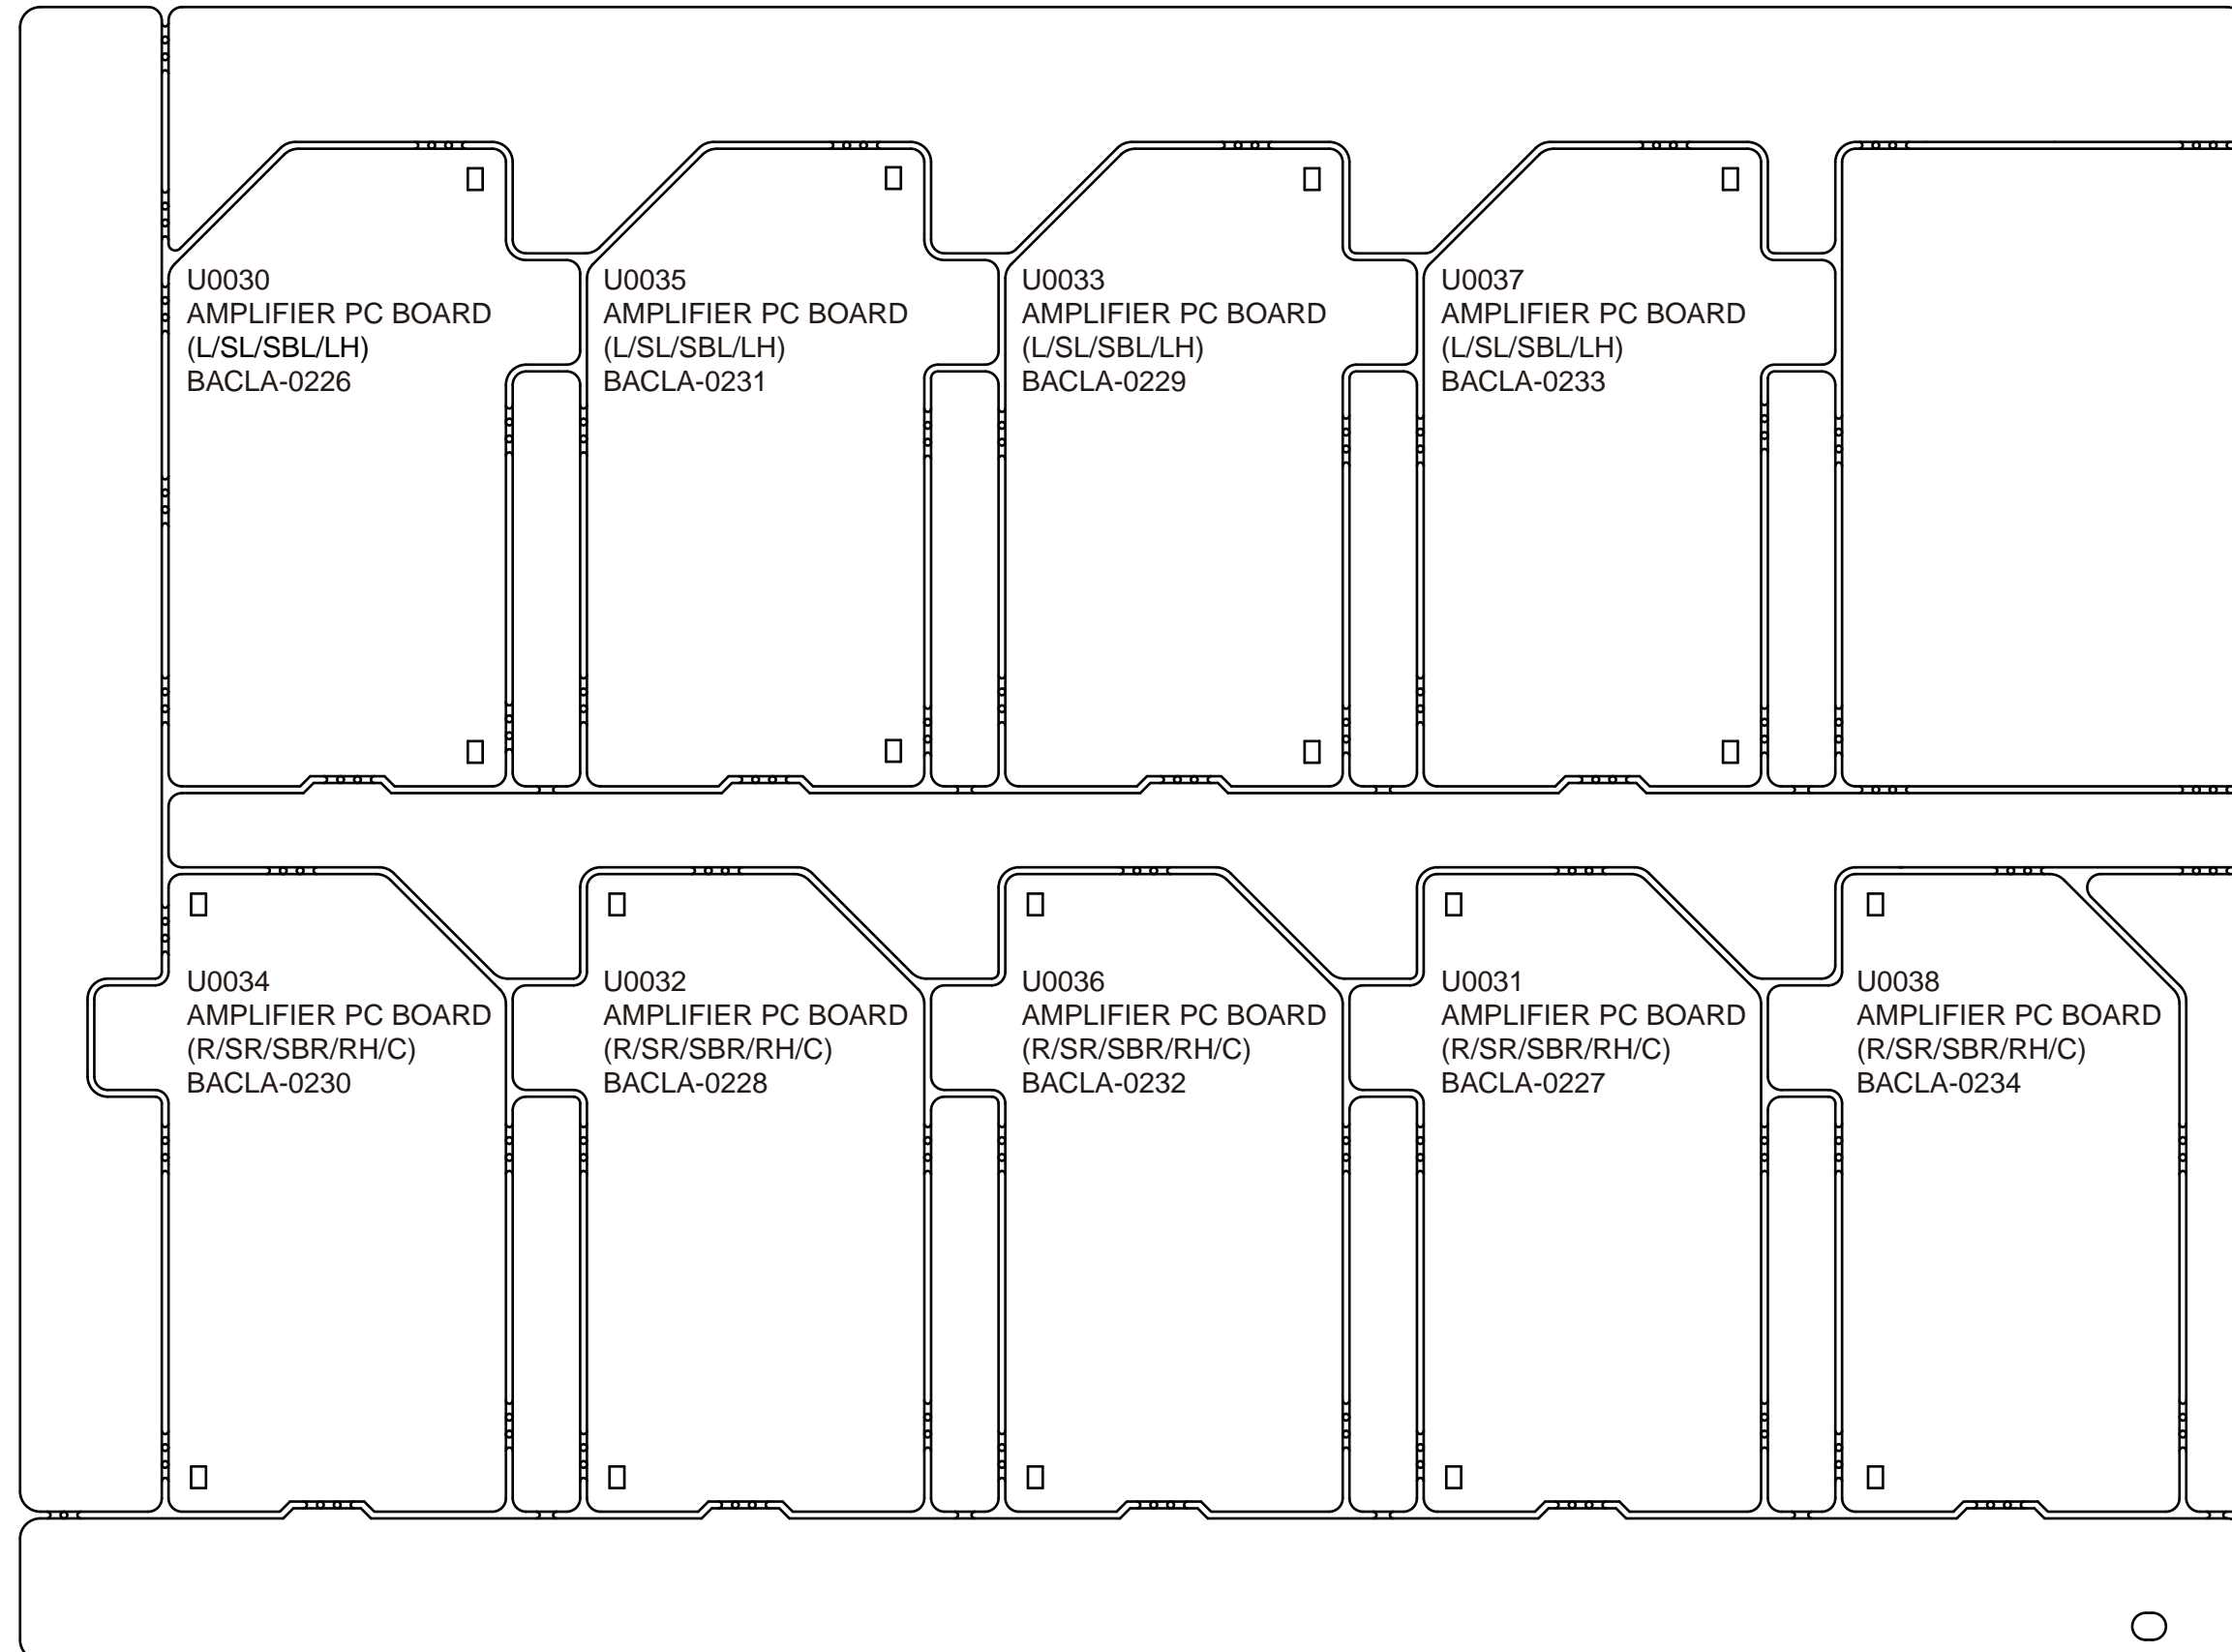 U0030
AMPLIFIER PC BOARD
(L/SL/SBL/LH)
BACLA-0226
U0035
AMPLIFIER PC BOARD
(L/SL/SBL/LH)
BACLA-0231
U0033
AMPLIFIER PC BOARD
(L/SL/SBL/LH)
BACLA-0229
U0037
AMPLIFIER PC BOARD
(L/SL/SBL/LH)
BACLA-0233
U0034
AMPLIFIER PC BOARD
(R/SR/SBR/RH/C)
BACLA-0230
U0032
AMPLIFIER PC BOARD
(R/SR/SBR/RH/C)
BACLA-0228
U0036
AMPLIFIER PC BOARD
(R/SR/SBR/RH/C)
BACLA-0232
U0031
AMPLIFIER PC BOARD
(R/SR/SBR/RH/C)
BACLA-0227
U0038
AMPLIFIER PC BOARD
(R/SR/SBR/RH/C)
BACLA-0234